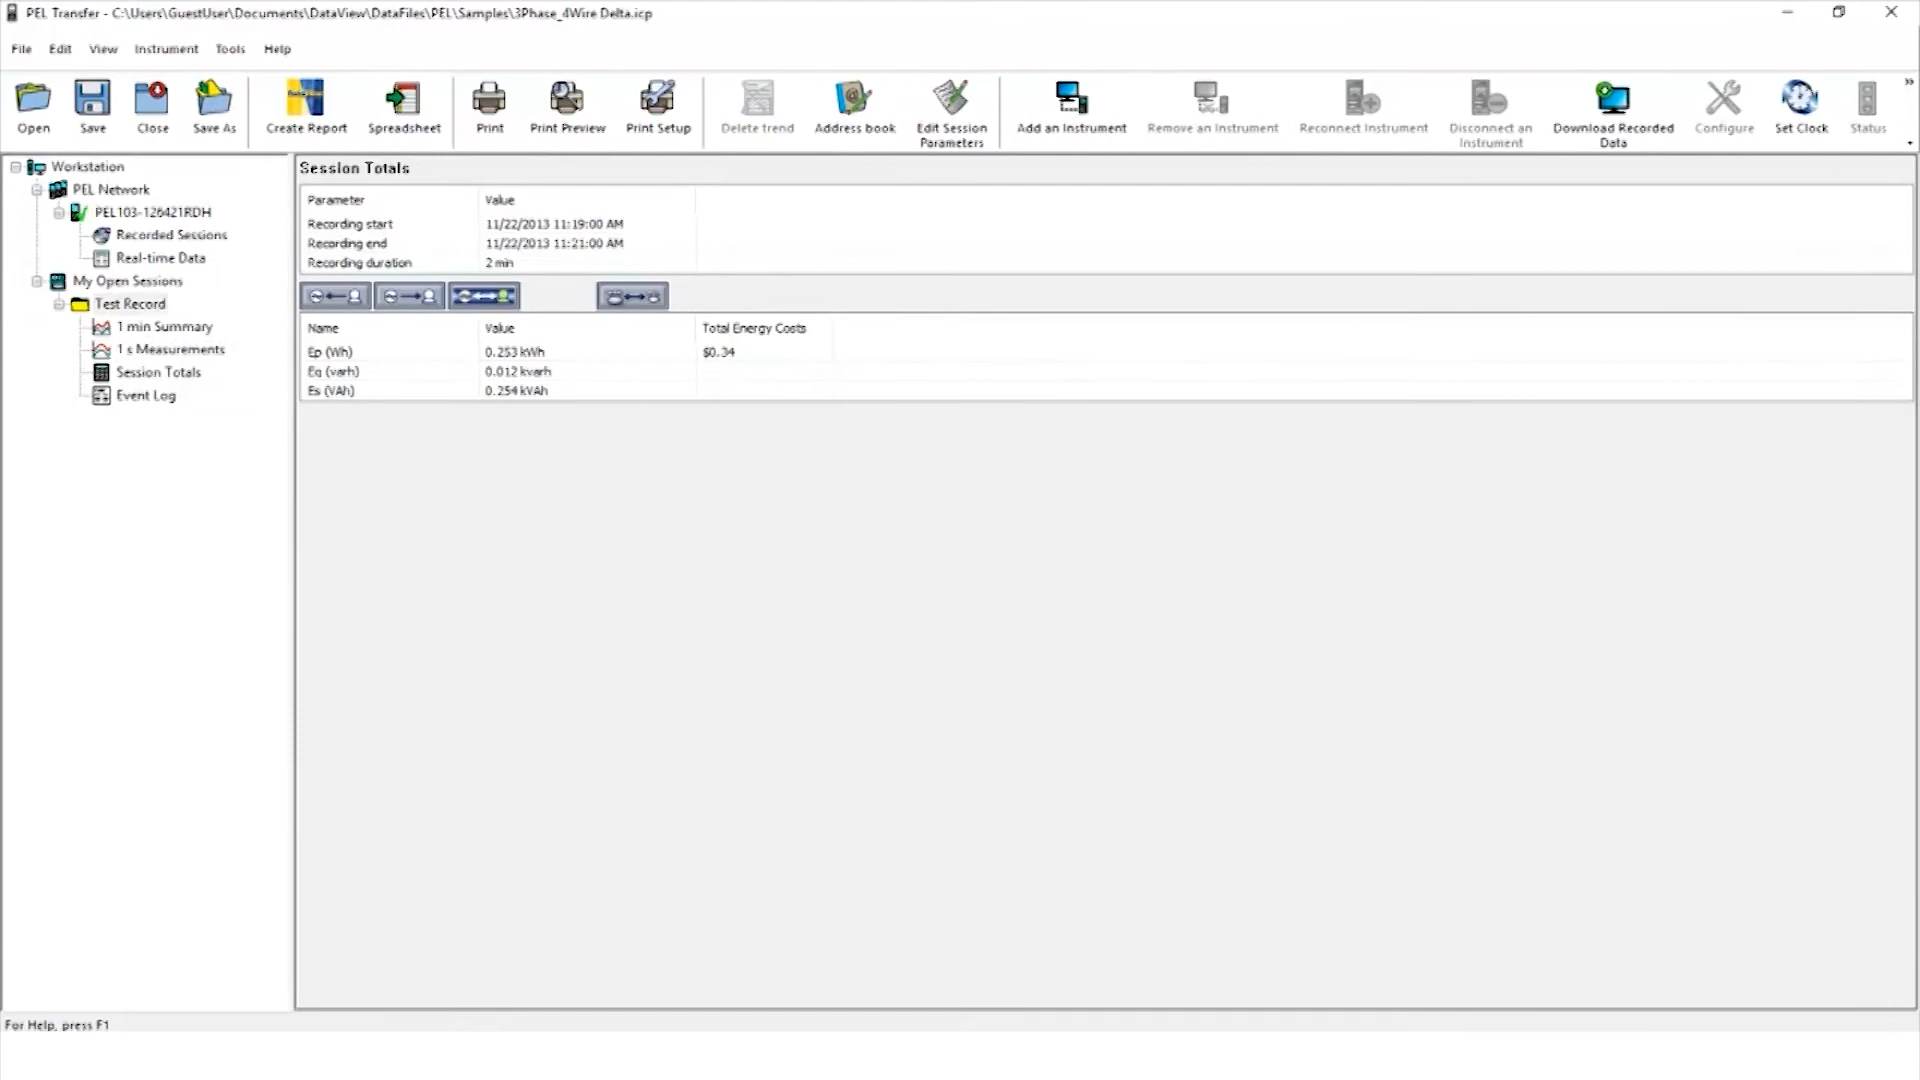 PEL Transfer - C:\Users\GuestUser\Documents\DataView\DataFiles\PEL\Samples\3Phase_4Wire Delta.icp
File Edit View Instrument Tools Help
Open Save Close Save As Create Report Spreadsheet Print Print Preview Print Setup Delete trend Address book Edit Session Parameters Add an Instrument Remove an Instrument Reconnect Instrument Disconnect an Instrument Download Recorded Data Configure Set Clock Status
Workstation
PEL Network
PEL103-126421RDH
Recorded Sessions
Real-time Data
My Open Sessions
Test Record
1 min Summary
1 s Measurements
Session Totals
Event Log
Session Totals
Parameter Value
Recording start 11/22/2013 11:19:00 AM
Recording end 11/22/2013 11:21:00 AM
Recording duration 2 min
Name Value Total Energy Costs
Ep (Wh) 0.253 kWh $0.34
Eq (varh) 0.012 kvarh
Es (VAh) 0.254 kVAh
For Help, press F1